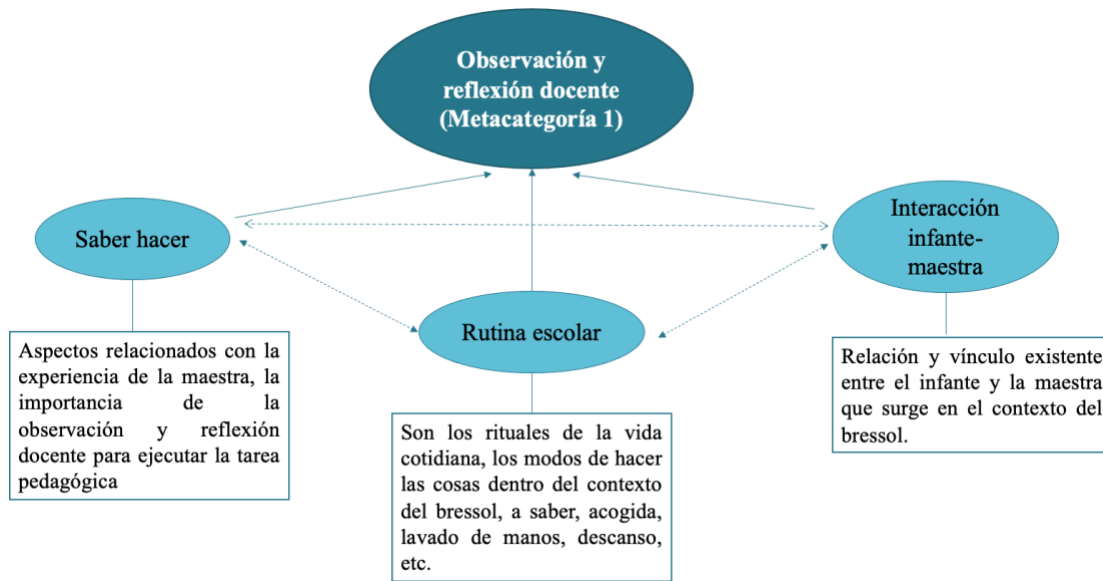 Observación y
reflexión docente
(Metacategoría 1)
Saber hacer
Interacción
infante-
maestra
Rutina escolar
Aspectos relacionados con la
experiencia de la maestra, la
importancia de la
observación y reflexión
docente para ejecutar la tarea
pedagógica
Son los rituales de la vida
cotidiana, los modos de hacer
las cosas dentro del contexto
del bressol, a saber, acogida,
lavado de manos, descanso,
etc.
Relación y vínculo existente
entre el infante y la maestra
que surge en el contexto del
bressol.